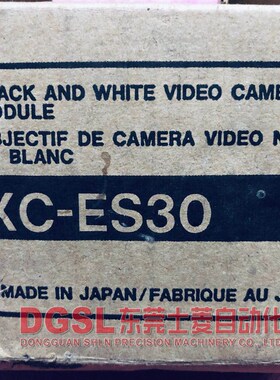 ACK AND WHITE VIDEO CAME
ODULE
BJECTIF DE CAMERA VIDEO N
BLANC
XC-ES30
MADE IN JAPAN/FABRIQUE AU J
DGSL 东莞士菱自动化
DONGGUAN SHEN PRECISION MACHINERY CO., LTD